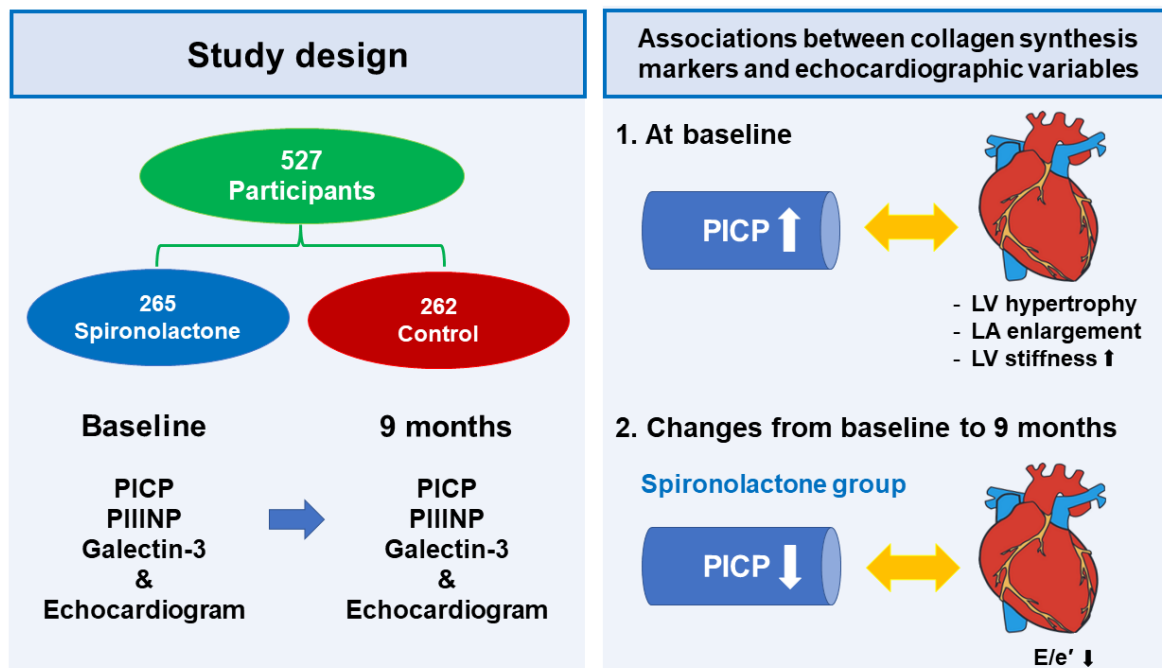 Study design
527
Participants
265
Spironolactone
262
Control
Baseline
9 months
PICP
PIIINP
Galectin-3
&
Echocardiogram
PICP
PIIINP
Galectin-3
&
Echocardiogram
Associations between collagen synthesis
markers and echocardiographic variables
1. At baseline
PICP ⬆
- LV hypertrophy
- LA enlargement
- LV stiffness ⬆
2. Changes from baseline to 9 months
Spironolactone group
PICP ⬇
E/e′ ⬇